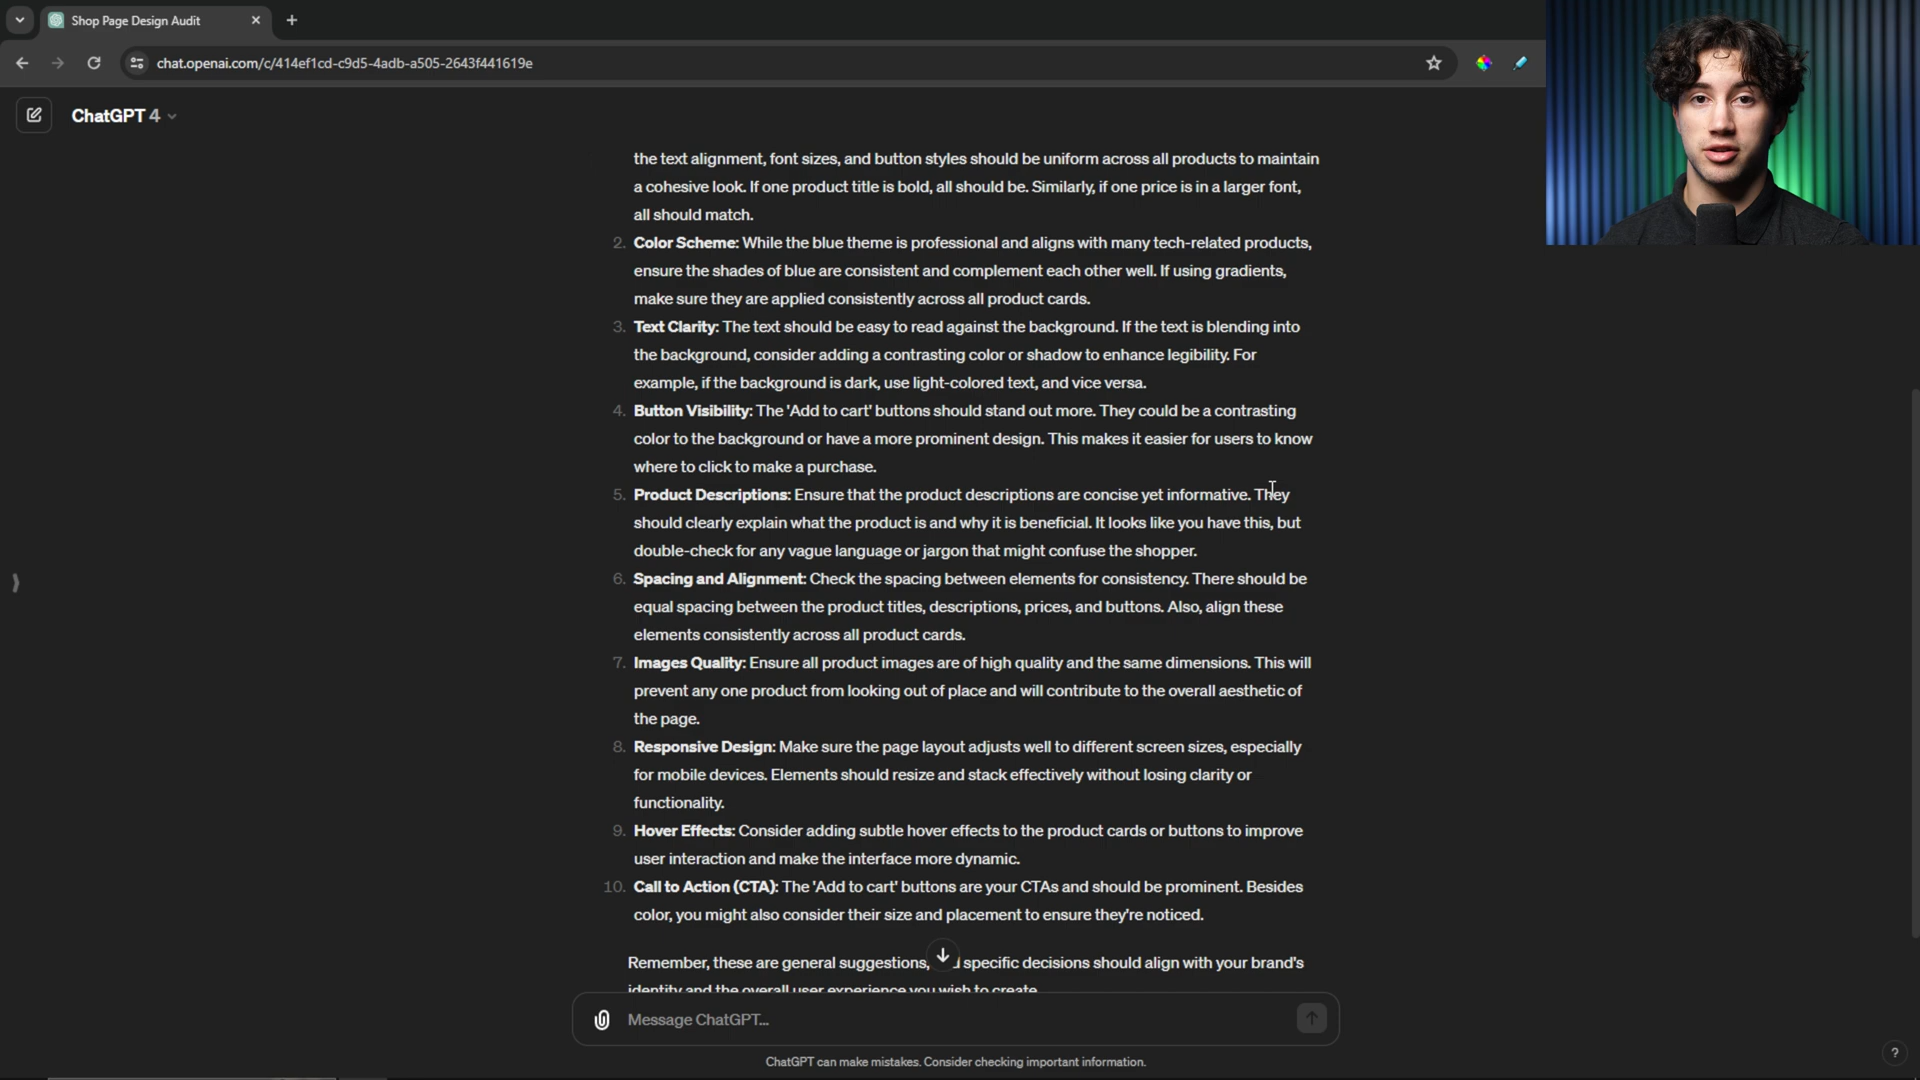 Shop Page Design Audit
chat.openai.com/c/414ef1cd-c9d5-4adb-a505-2643f441619e
ChatGPT 4
the text alignment, font sizes, and button styles should be uniform across all products to maintain
a cohesive look. If one product title is bold, all should be. Similarly, if one price is in a larger font,
all should match.
2. Color Scheme: While the blue theme is professional and aligns with many tech-related products,
ensure the shades of blue are consistent and complement each other well. If using gradients,
make sure they are applied consistently across all product cards.
3. Text Clarity: The text should be easy to read against the background. If the text is blending into
the background, consider adding a contrasting color or shadow to enhance legibility. For
example, if the background is dark, use light-colored text, and vice versa.
4. Button Visibility: The 'Add to cart' buttons should stand out more. They could be a contrasting
color to the background or have a more prominent design. This makes it easier for users to know
where to click to make a purchase.
5. Product Descriptions: Ensure that the product descriptions are concise yet informative. They
should clearly explain what the product is and why it is beneficial. It looks like you have this, but
double-check for any vague language or jargon that might confuse the shopper.
6. Spacing and Alignment: Check the spacing between elements for consistency. There should be
equal spacing between the product titles, descriptions, prices, and buttons. Also, align these
elements consistently across all product cards.
7. Images Quality: Ensure all product images are of high quality and the same dimensions. This will
prevent any one product from looking out of place and will contribute to the overall aesthetic of
the page.
8. Responsive Design: Make sure the page layout adjusts well to different screen sizes, especially
for mobile devices. Elements should resize and stack effectively without losing clarity or
functionality.
9. Hover Effects: Consider adding subtle hover effects to the product cards or buttons to improve
user interaction and make the interface more dynamic.
10. Call to Action (CTA): The 'Add to cart' buttons are your CTAs and should be prominent. Besides
color, you might also consider their size and placement to ensure they're noticed.
Remember, these are general suggestions, specific decisions should align with your brand's
identity and the overall user experience you wish to create.
Message ChatGPT...
ChatGPT can make mistakes. Consider checking important information.
?